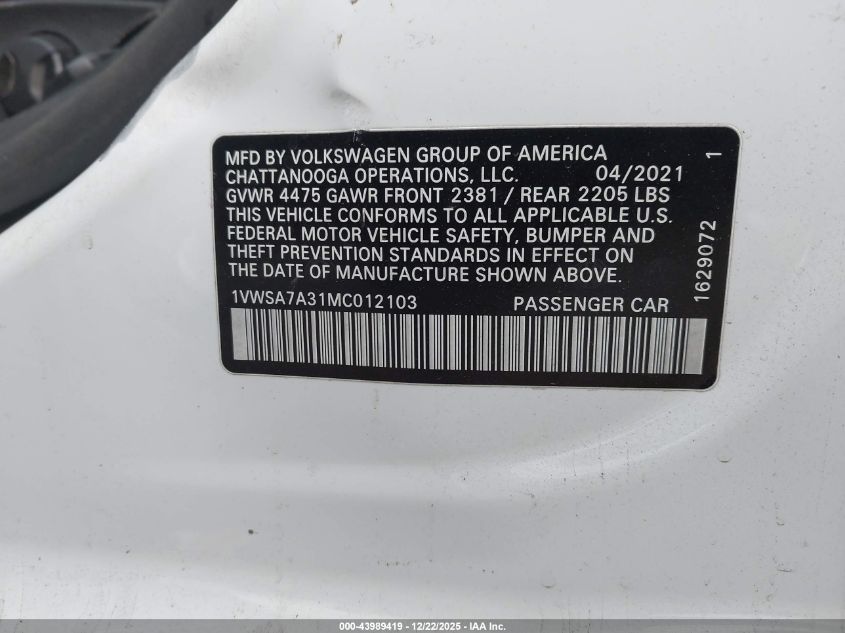 MFD BY VOLKSWAGEN GROUP OF AMERICA
CHATTANOOGA OPERATIONS, LLC. 04/2021 1
GVWR 4475 GAWR FRONT 2381 / REAR 2205 LBS
THIS VEHICLE CONFORMS TO ALL APPLICABLE U.S.
FEDERAL MOTOR VEHICLE SAFETY, BUMPER AND
THEFT PREVENTION STANDARDS IN EFFECT ON
THE DATE OF MANUFACTURE SHOWN ABOVE.
1629072
1VWSA7A31MC012103 PASSENGER CAR
000-43989419 - 12/22/2025 - IAA Inc.